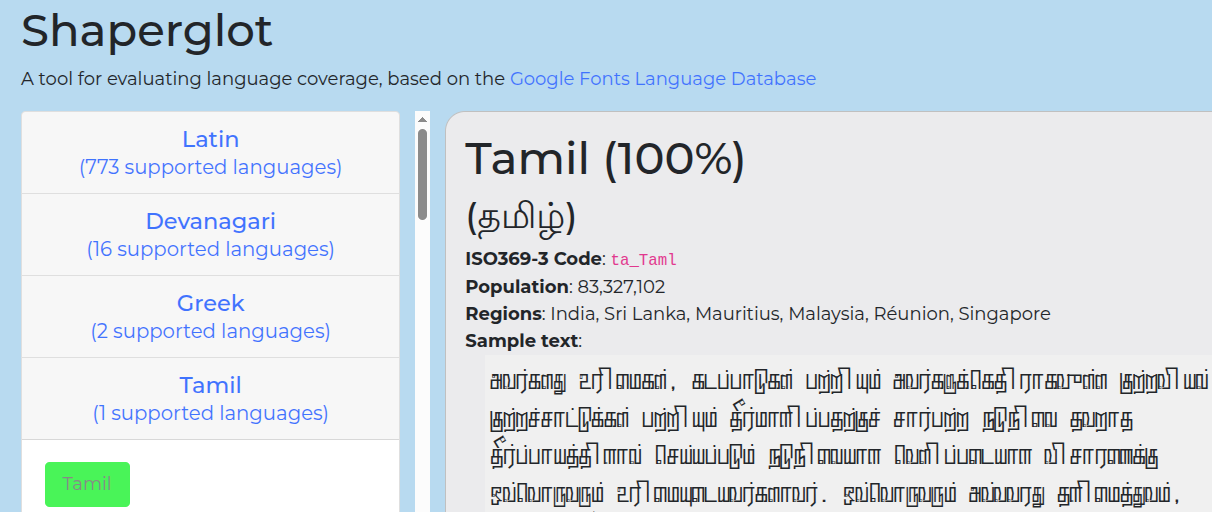 Shaperglot
A tool for evaluating language coverage, based on the Google Fonts Language Database
Latin
(773 supported languages)
Devanagari
(16 supported languages)
Greek
(2 supported languages)
Tamil
(1 supported languages)
Tamil
Tamil (100%)
(தமிழ்)
ISO369-3 Code: ta_Taml
Population: 83,327,102
Regions: India, Sri Lanka, Mauritius, Malaysia, Réunion, Singapore
Sample text:
அவர்களது உரிமைகள், கடப்பாடுகள் பற்றியும் அவர்களுக்கெதிராகவுள்ள குற்றவியல்
குற்றச்சாட்டுக்கள் பற்றியும் தீர்மானிப்பதற்குச் சார்பற்ற நடுநிலை தவறாத
தீர்ப்பாயத்தினால் செய்யப்படும் நடுநிலையான வெளிப்படையான விசாரணைக்கு
ஒவ்வொருவரும் உரிமையுடையவர்களாவர். ஒவ்வொருவரும் அவ்வவரது தனிமைத்துவம்,